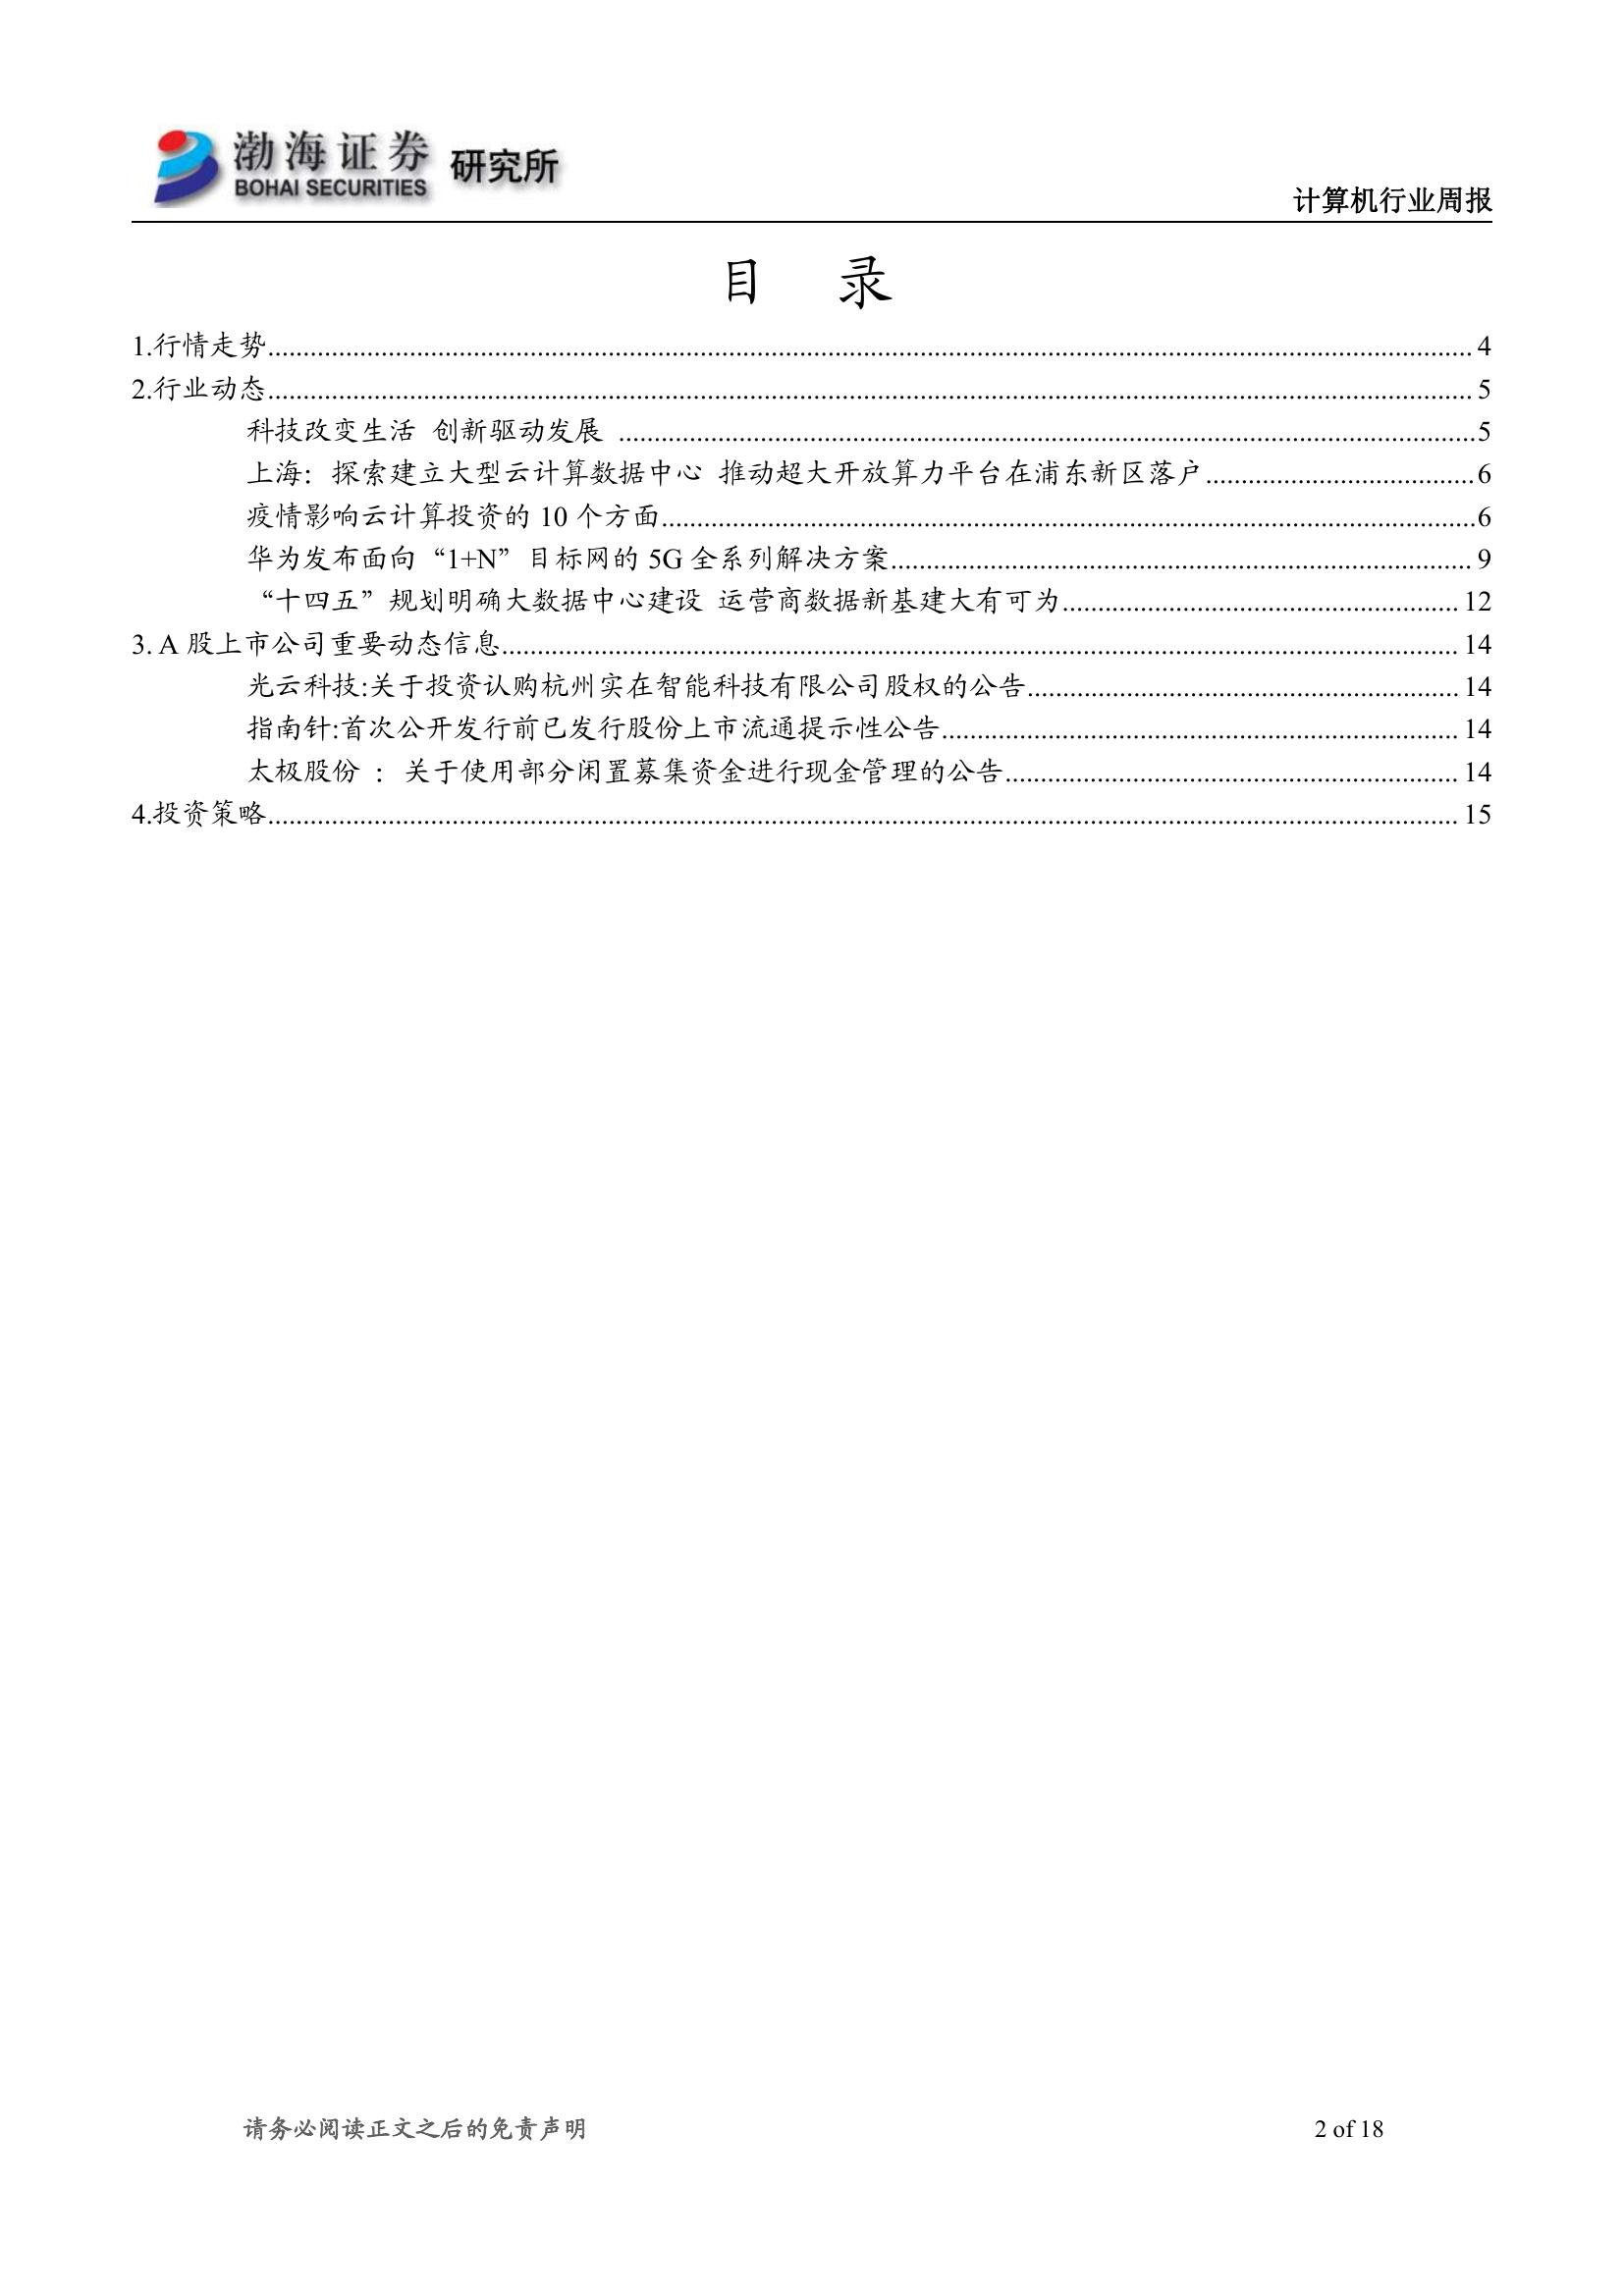 渤海证券 研究所
BOHAI SECURITIES
计算机行业周报
目 录
1.行情走势........ 4
2.行业动态........ 5
科技改变生活 创新驱动发展 ........5
上海：探索建立大型云计算数据中心 推动超大开放算力平台在浦东新区落户........6
疫情影响云计算投资的 10 个方面........6
华为发布面向“1+N”目标网的 5G 全系列解决方案........ 9
“十四五”规划明确大数据中心建设 运营商数据新基建大有可为........ 12
3. A 股上市公司重要动态信息........ 14
光云科技:关于投资认购杭州实在智能科技有限公司股权的公告........ 14
指南针:首次公开发行前已发行股份上市流通提示性公告........ 14
太极股份 ：关于使用部分闲置募集资金进行现金管理的公告........ 14
4.投资策略........ 15
请务必阅读正文之后的免责声明 2 of 18